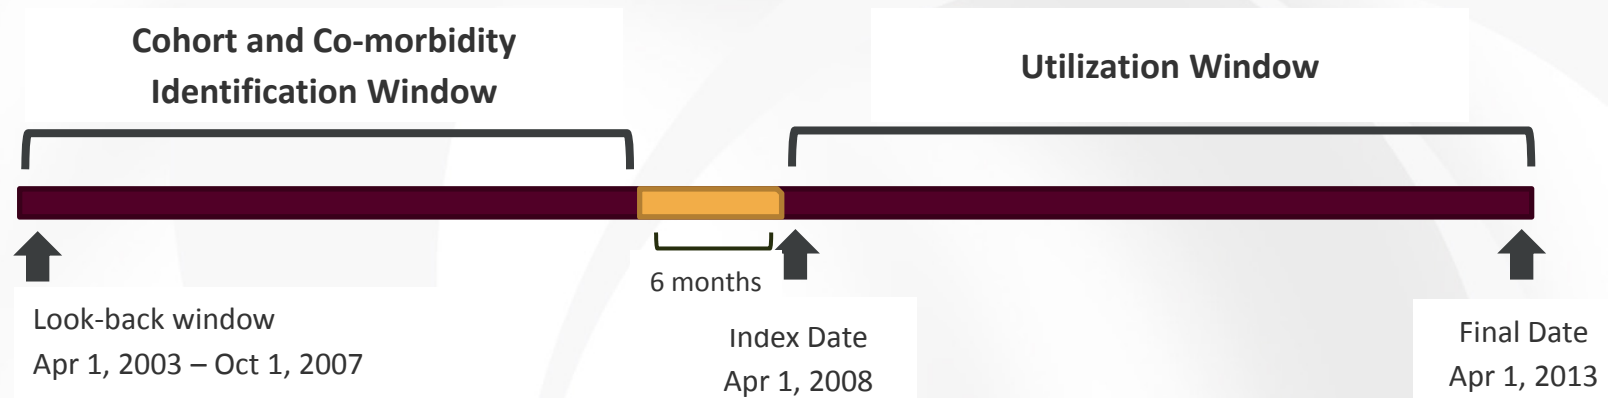 Cohort and Co-morbidity
Identification Window
Utilization Window
6 months
Look-back window
Apr 1, 2003 – Oct 1, 2007
Index Date
Apr 1, 2008
Final Date
Apr 1, 2013